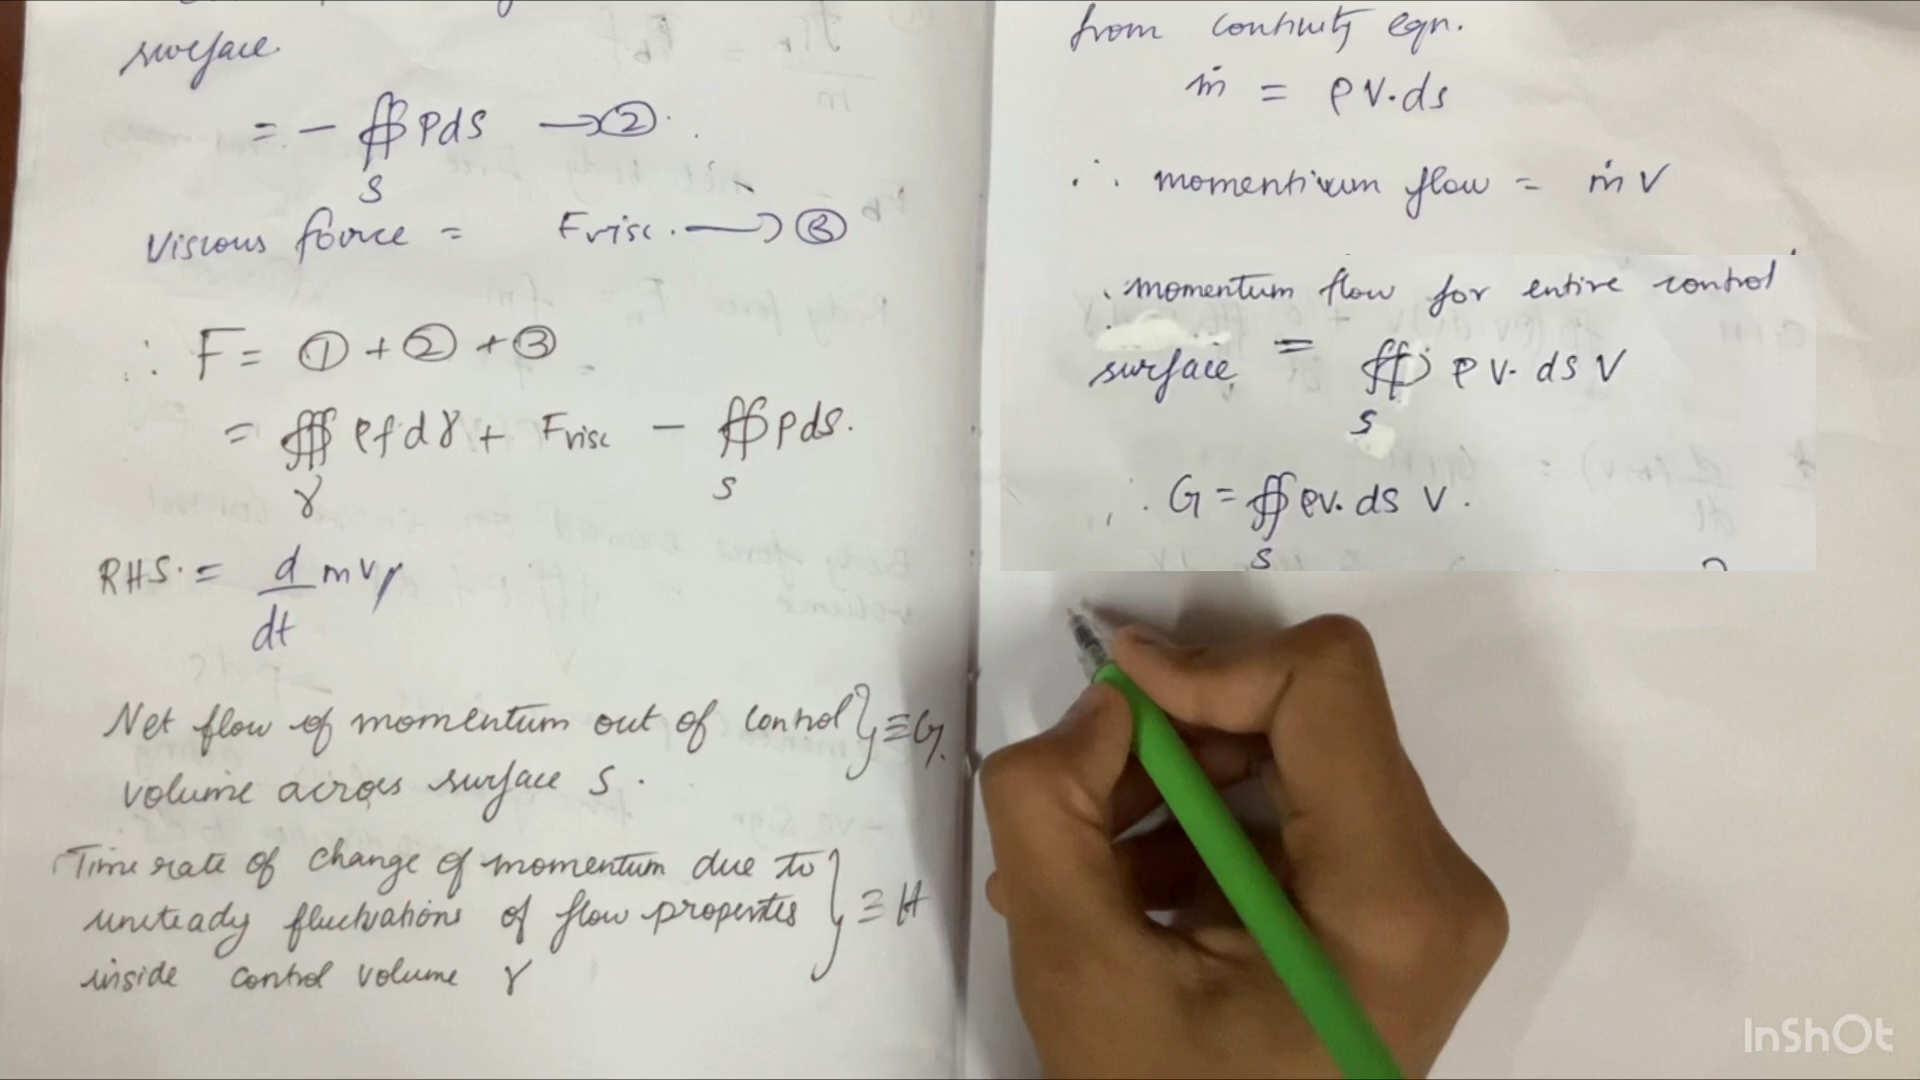 surface.
= - ∯ Pds → ②.
S
Viscous force = Fvisc. → ③
∴ F = ① + ② + ③
= ∰ ρf dγ + Fvisc - ∯ Pds.
γ
S
RHS. = d/dt mv
Net flow of momentum out of control } ≡ G.
volume across surface S.
Time rate of change of momentum due to
unsteady fluctuations of flow properties } ≡ H
inside control volume γ
from continuity eqn.
ṁ = ρV.ds
∴ momentum flow = ṁV
∴ momentum flow for entire control
surface = ∯ ρV. ds V
S
∴ G = ∯ ρV. ds V.
S
InShOt